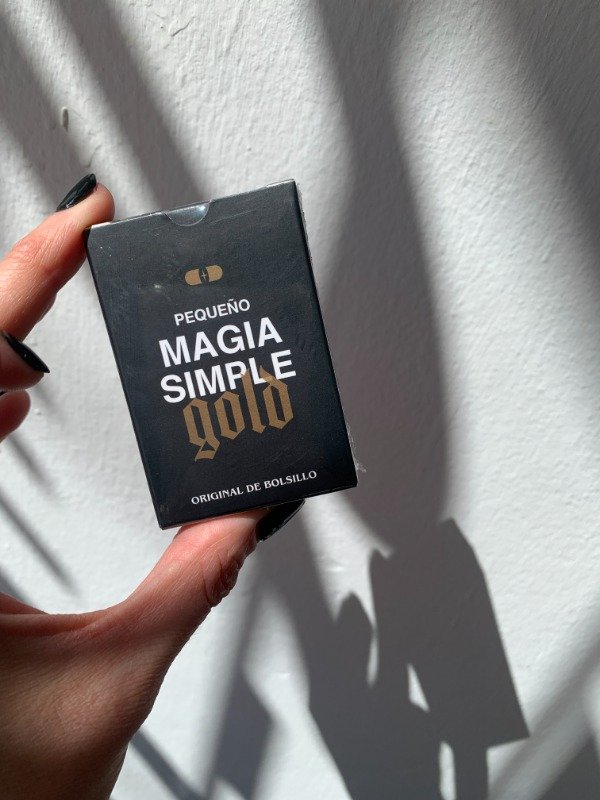 PEQUEÑO
MAGIA
SIMPLE
gold
ORIGINAL DE BOLSILLO